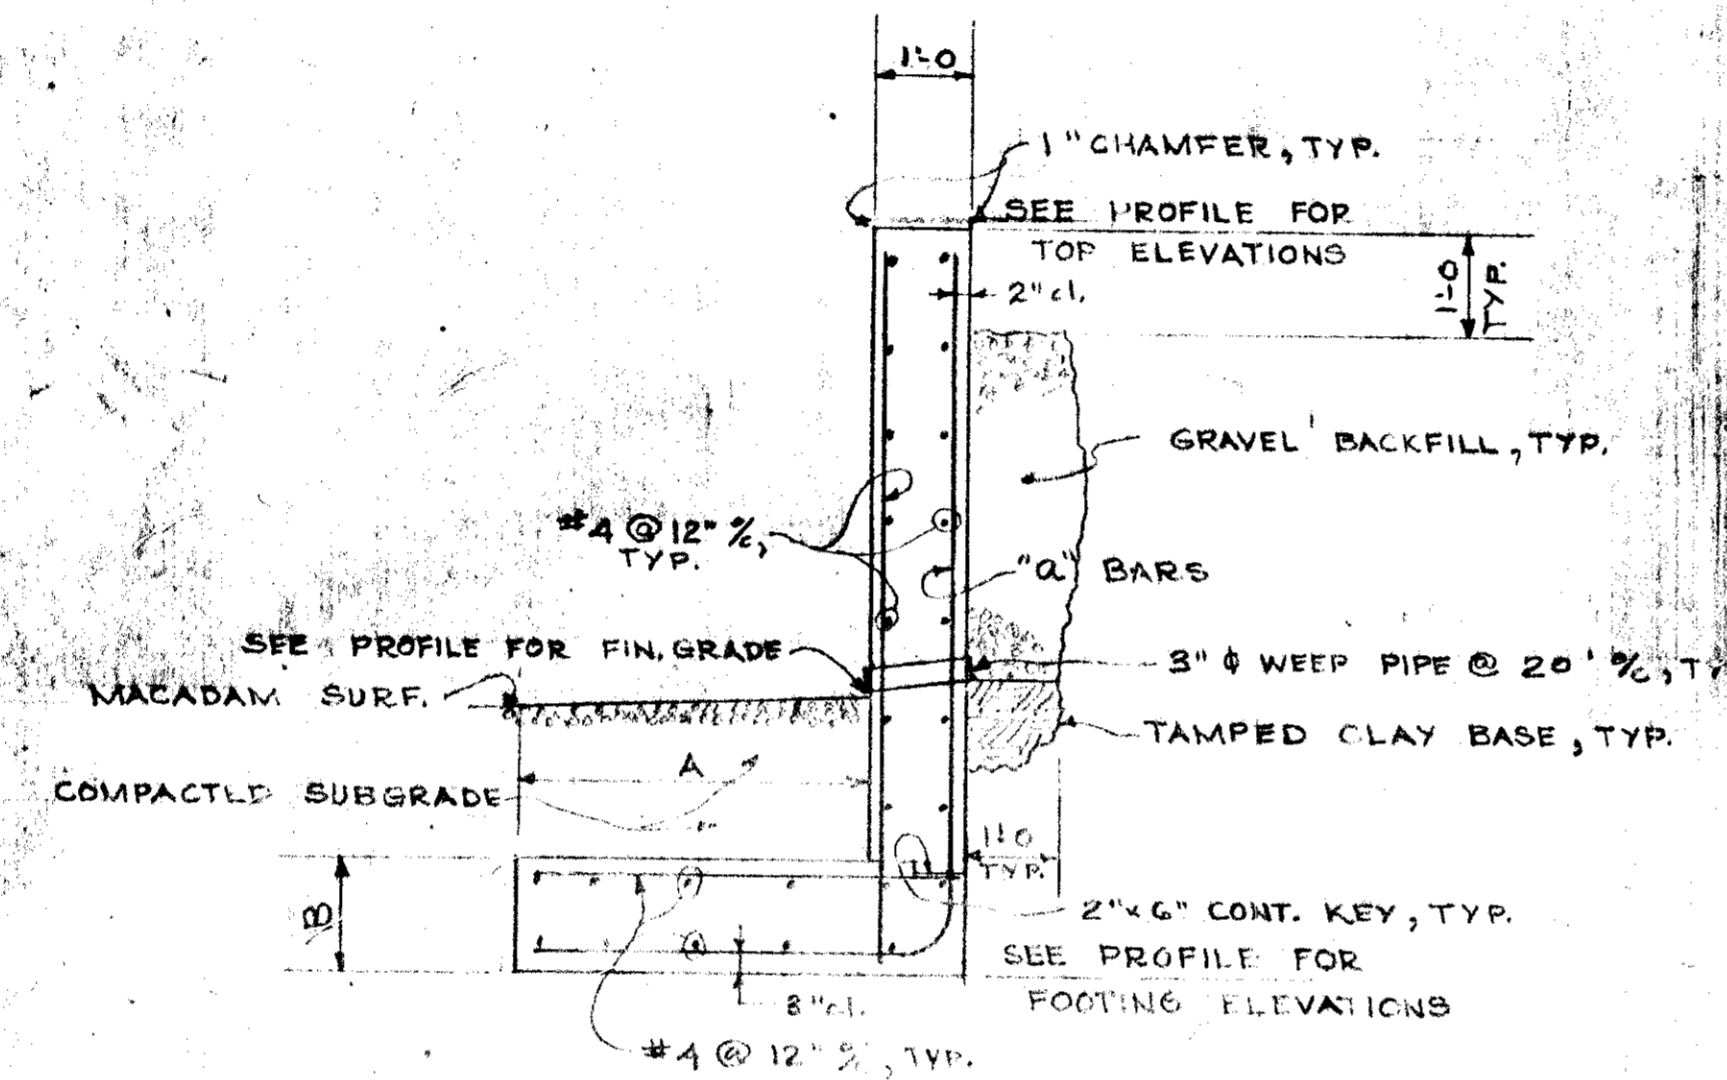 1'-0
1" CHAMFER, TYP.
SEE PROFILE FOR
TOP ELEVATIONS
2" cl.
1'-0
TYP.
GRAVEL BACKFILL, TYP.
#4 @ 12" o/c,
TYP.
"a" BARS
SEE PROFILE FOR FIN. GRADE
3" ϕ WEEP PIPE @ 20' o/c, TY
MACADAM SURF.
TAMPED CLAY BASE, TYP.
A
COMPACTED SUBGRADE
1'-0
TYP.
B
2" x 6" CONT. KEY, TYP.
SEE PROFILE FOR
FOOTING ELEVATIONS
3" cl.
#4 @ 12" o/c, TYP.